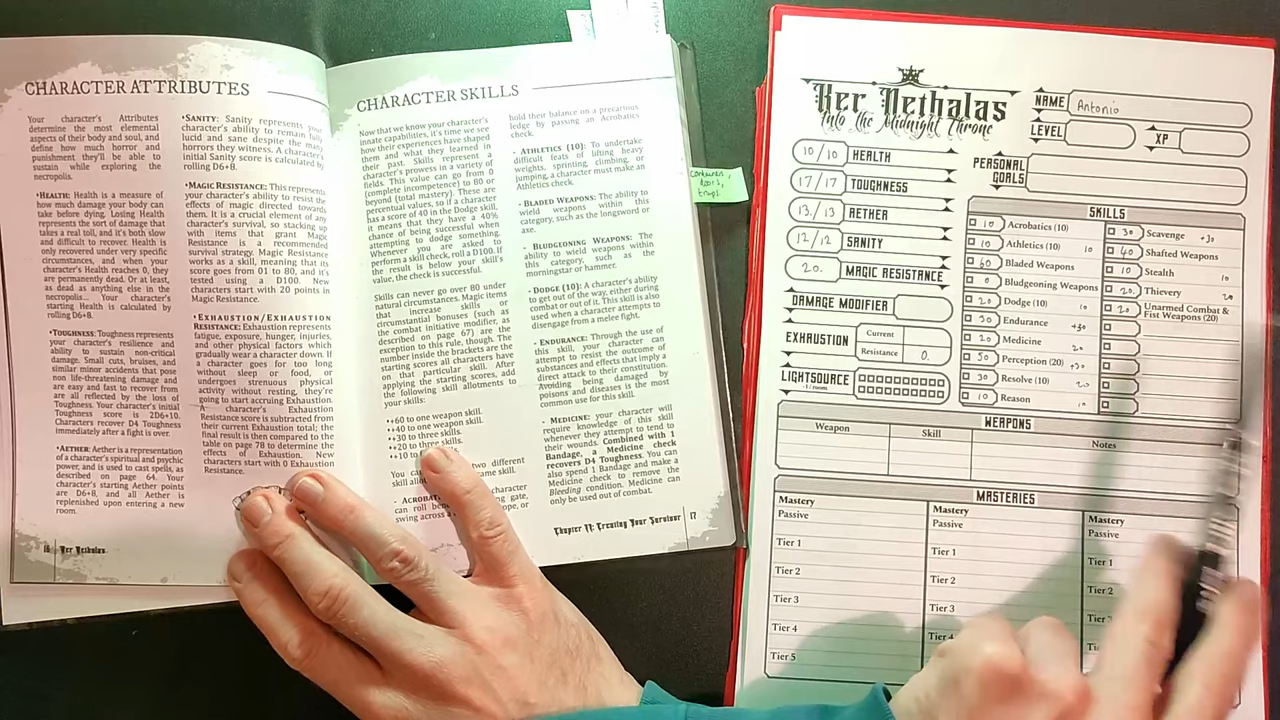 CHARACTER ATTRIBUTES
Your character's Attributes
determine the most elemental
aspects of their body and soul, and
define how much horror and
punishment they'll be able to
sustain while exploring the
necropolis.
•HEALTH: Health is a measure of
how much damage your body can
take before dying. Losing Health
represents the sort of damage that
takes a real toll, and it's both slow
and difficult to recover. Health is
only recovered under very specific
circumstances, and when your
character's Health reaches 0, they
are permanently dead. Or at least,
as dead as anything else in the
necropolis... Your character's
starting Health is calculated by
rolling D6+8.
•TOUGHNESS: Toughness represents
your character's resilience and
ability to sustain non-critical
damage. Small cuts, bruises, and
similar minor accidents that pose
non life-threatening damage and
are easy and fast to recover from
are all reflected by the loss of
Toughness. Your character's initial
Toughness score is 2D6+10.
Characters recover D4 Toughness
immediately after a fight is over.
•AETHER: Aether is a representation
of a character's spiritual and psychic
power, and is used to cast spells, as
described on page 64. Your
character's starting Aether points
are D6+8, and all Aether is
replenished upon entering a new
room.
16 Ker Nethalas
•SANITY: Sanity represents your
character's ability to remain fully
lucid and sane despite the many
horrors they witness. A character's
initial Sanity score is calculated by
rolling D6+8.
•MAGIC RESISTANCE: This represents
your character's ability to resist the
effects of magic directed towards
them. It is a crucial element of any
character's survival, so stacking up
with items that grant Magic
Resistance is a recommended
survival strategy. Magic Resistance
works as a skill, meaning that its
score goes from 01 to 80, and it's
tested using a D100. New
characters start with 20 points in
Magic Resistance.
•EXHAUSTION/EXHAUSTION
RESISTANCE: Exhaustion represents
fatigue, exposure, hunger, injuries,
and other physical factors which
gradually wear a character down. If
a character goes for too long
without sleep or food, or
undergoes strenuous physical
activity without resting, they're
going to start accruing Exhaustion.
A character's Exhaustion
Resistance score is subtracted from
their current Exhaustion total; the
final result is then compared to the
table on page 78 to determine the
effects of Exhaustion. New
characters start with 0 Exhaustion
Resistance.
CHARACTER SKILLS
Now that we know your character's
innate capabilities, it's time we see
how their experiences have shaped
them and what they learned in
their past. Skills represent a
character's prowess in a variety of
fields. This value can go from 0
(complete incompetence) to 80 or
beyond (total mastery). These are
percentual values, so if a character
has a score of 40 in the Dodge skill,
it means that they have a 40%
chance of being successful when
attempting to dodge something.
Whenever you are asked to
perform a skill check, roll a D100. If
the result is below your skill's
value, the check is successful.
Skills can never go over 80 under
natural circumstances. Magic items
that increase skills or
circumstantial bonuses (such as
the combat initiative modifier, as
described on page 67) are the
exception to this rule, though. The
number inside the brackets are the
starting scores all characters have
on that particular skill. After
applying the starting scores, add
the following skill allotments to
your skills:
•+60 to one weapon skill.
•+40 to one weapon skill.
•+30 to three skills.
•+20 to three skills.
•+10 to
You ca two different
skill allo same skill.
- ACROBA character
can roll ing gate,
swing across a pe, or
hold their balance on a precarious
ledge by passing an Acrobatics
check.
- ATHLETICS (10): To undertake
difficult feats of lifting heavy
weights, sprinting, climbing, or
jumping, a character must make an
Athletics check.
- BLADED WEAPONS: The ability to
wield weapons within this
category, such as the longsword or
axe.
- BLUDGEONING WEAPONS: The
ability to wield weapons within
this category, such as the
morningstar or hammer.
- DODGE (10): A character's ability
to get out of the way, either during
combat or out of it. This skill is also
used when a character attempts to
disengage from a melee fight.
- ENDURANCE: Through the use of
this skill, your character can
attempt to resist the outcome of
substances and effects that imply a
direct attack to their constitution.
Avoiding being damaged by
poisons and diseases is the most
common use for this skill.
- MEDICINE: your character will
require knowledge of this skill
whenever they attempt to tend to
their wounds. Combined with 1
Bandage, a Medicine check
recovers D4 Toughness. You can
also spend 1 Bandage and make a
Medicine check to remove the
Bleeding condition. Medicine can
only be used out of combat.
Chapter II: Creating Your Survivor 17
containers,
doors,
traps
Ker Nethalas
Into the Midnight Throne
NAME Antonio
LEVEL XP
PERSONAL
GOALS
10/10 HEALTH
17/17 TOUGHNESS
13/13 AETHER
12/12 SANITY
20. MAGIC RESISTANCE
DAMAGE MODIFIER
EXHAUSTION Current
Resistance 0.
LIGHTSOURCE
-1/room
SKILLS
10 Acrobatics (10)
10 Athletics (10) 10
60 Bladed Weapons
0 Bludgeoning Weapons
20 Dodge (10) 10
30 Endurance +30
20 Medicine 20
50 Perception (20) +30
30 Resolve (10) 20
10 Reason 10
30 Scavenge +30
40 Shafted Weapons
10 Stealth 10
20 Thievery 20
20 Unarmed Combat &
Fist Weapons (20)
WEAPONS
Weapon Skill Notes
MASTERIES
Mastery
Passive
Tier 1
Tier 2
Tier 3
Tier 4
Tier 5
Mastery
Passive
Tier 1
Tier 2
Tier 3
Tier 4
Mastery
Passive
Tier 1
Tier 2
Tier